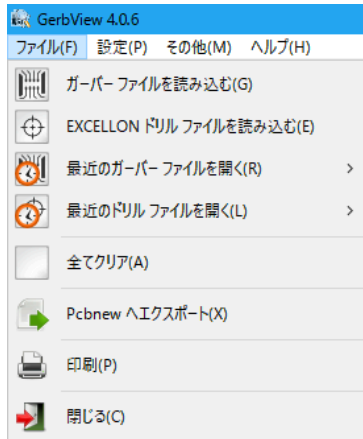 GerbView 4.0.6
ファイル(F) 設定(P) その他(M) ヘルプ(H)
ガーバー ファイルを読み込む(G)
EXCELLON ドリル ファイルを読み込む(E)
最近のガーバー ファイルを開く(R)
最近のドリル ファイルを開く(L)
全てクリア(A)
Pcbnew へエクスポート(X)
印刷(P)
閉じる(C)